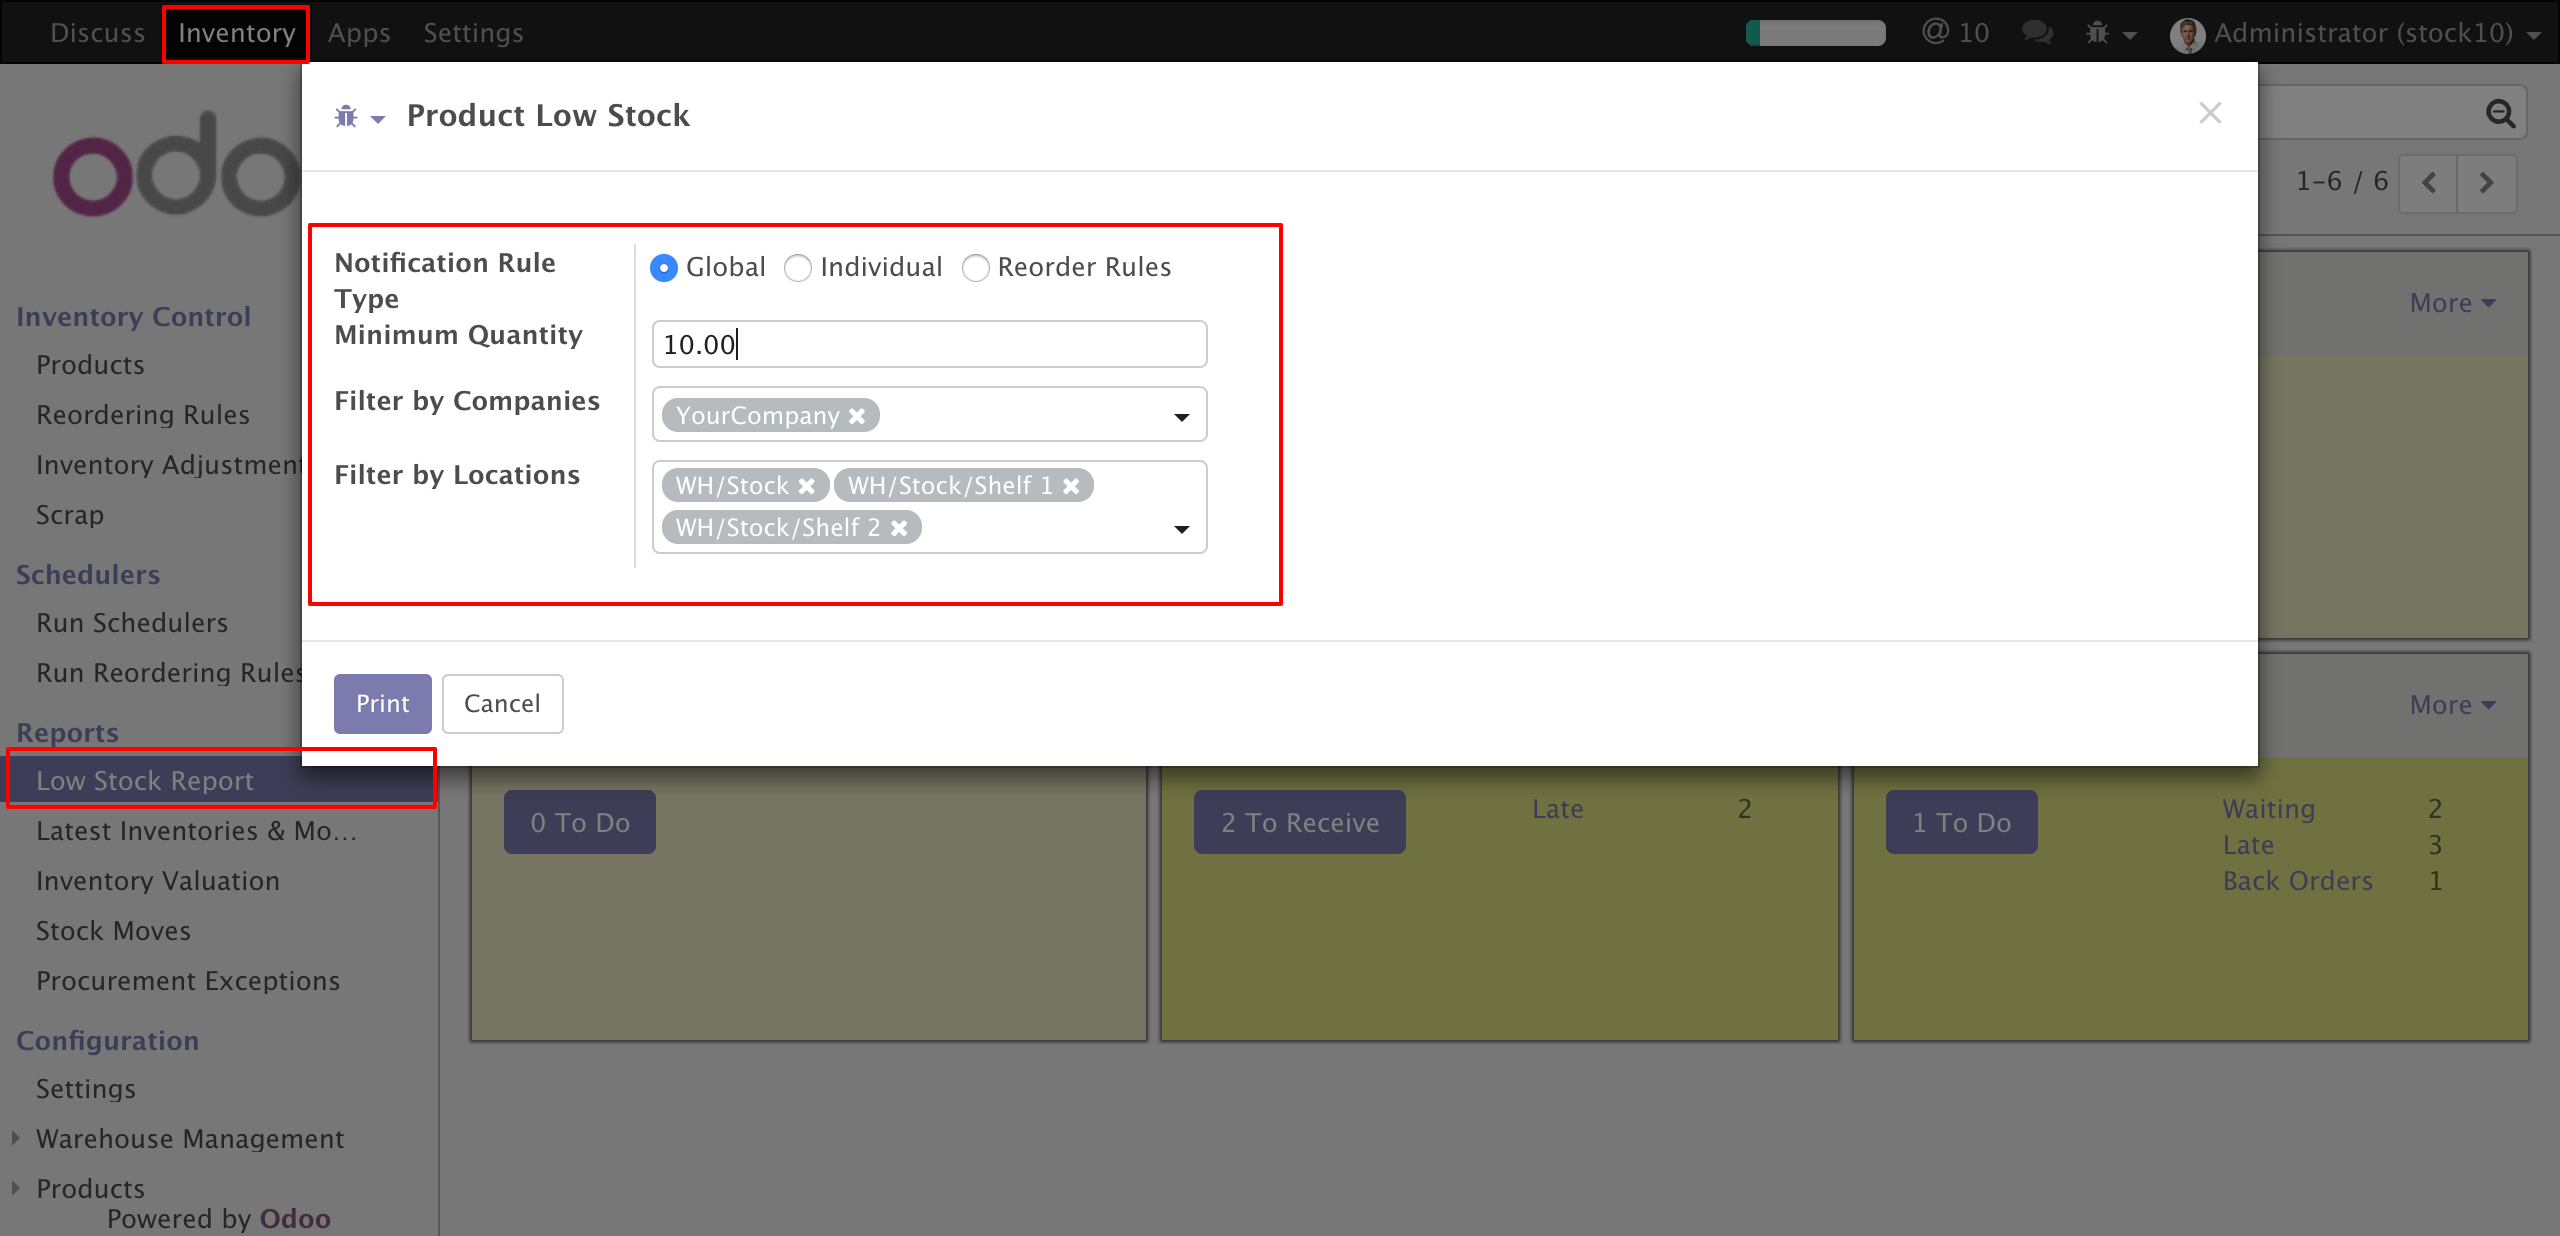 Discuss Inventory Apps Settings @ 10 Administrator (stock10)
odo
Product Low Stock
1-6 / 6
Notification Rule Type
Global Individual Reorder Rules
Minimum Quantity
10.00
Filter by Companies
YourCompany
Filter by Locations
WH/Stock WH/Stock/Shelf 1
WH/Stock/Shelf 2
Print Cancel
Inventory Control
Products
Reordering Rules
Inventory Adjustment
Scrap
Schedulers
Run Schedulers
Run Reordering Rules
Reports
Low Stock Report
Latest Inventories & Mo...
Inventory Valuation
Stock Moves
Procurement Exceptions
Configuration
Settings
Warehouse Management
Products
Powered by Odoo
More
More
0 To Do
2 To Receive
Late 2
1 To Do
Waiting 2
Late 3
Back Orders 1